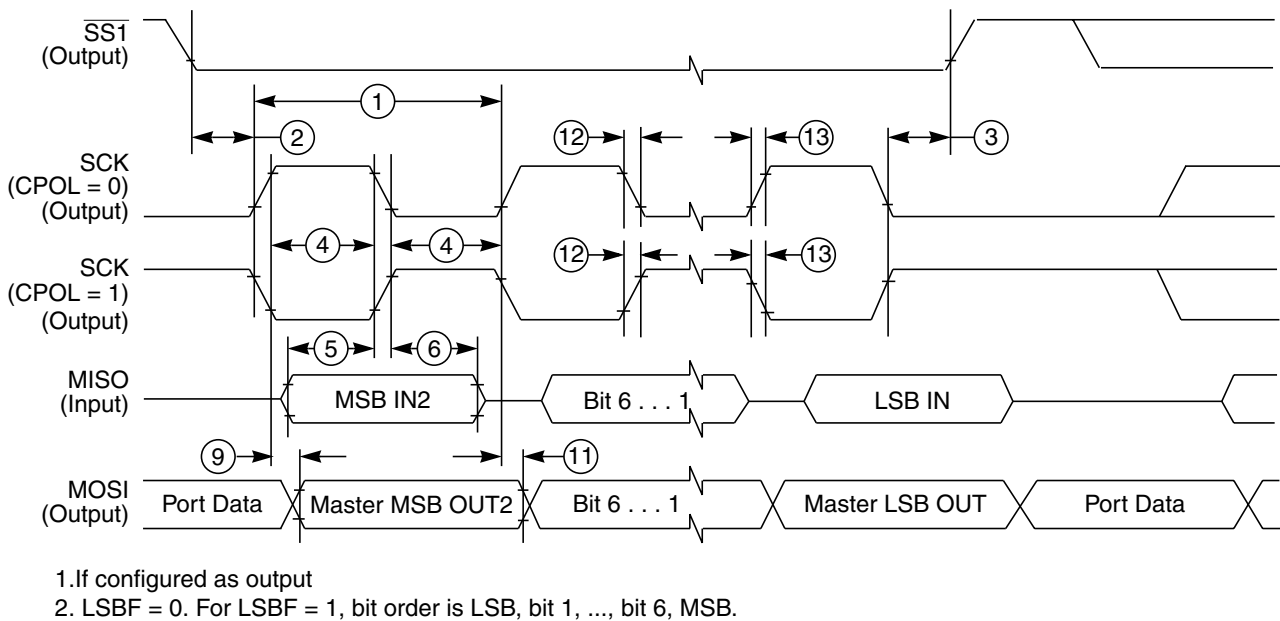 SS1
(Output)
1
2
12
13
3
SCK
(CPOL = 0)
(Output)
4
4
12
13
SCK
(CPOL = 1)
(Output)
5
6
MISO
(Input)
MSB IN2
Bit 6 . . . 1
LSB IN
9
11
MOSI
(Output)
Port Data
Master MSB OUT2
Bit 6 . . . 1
Master LSB OUT
Port Data
1.If configured as output
2. LSBF = 0. For LSBF = 1, bit order is LSB, bit 1, ..., bit 6, MSB.